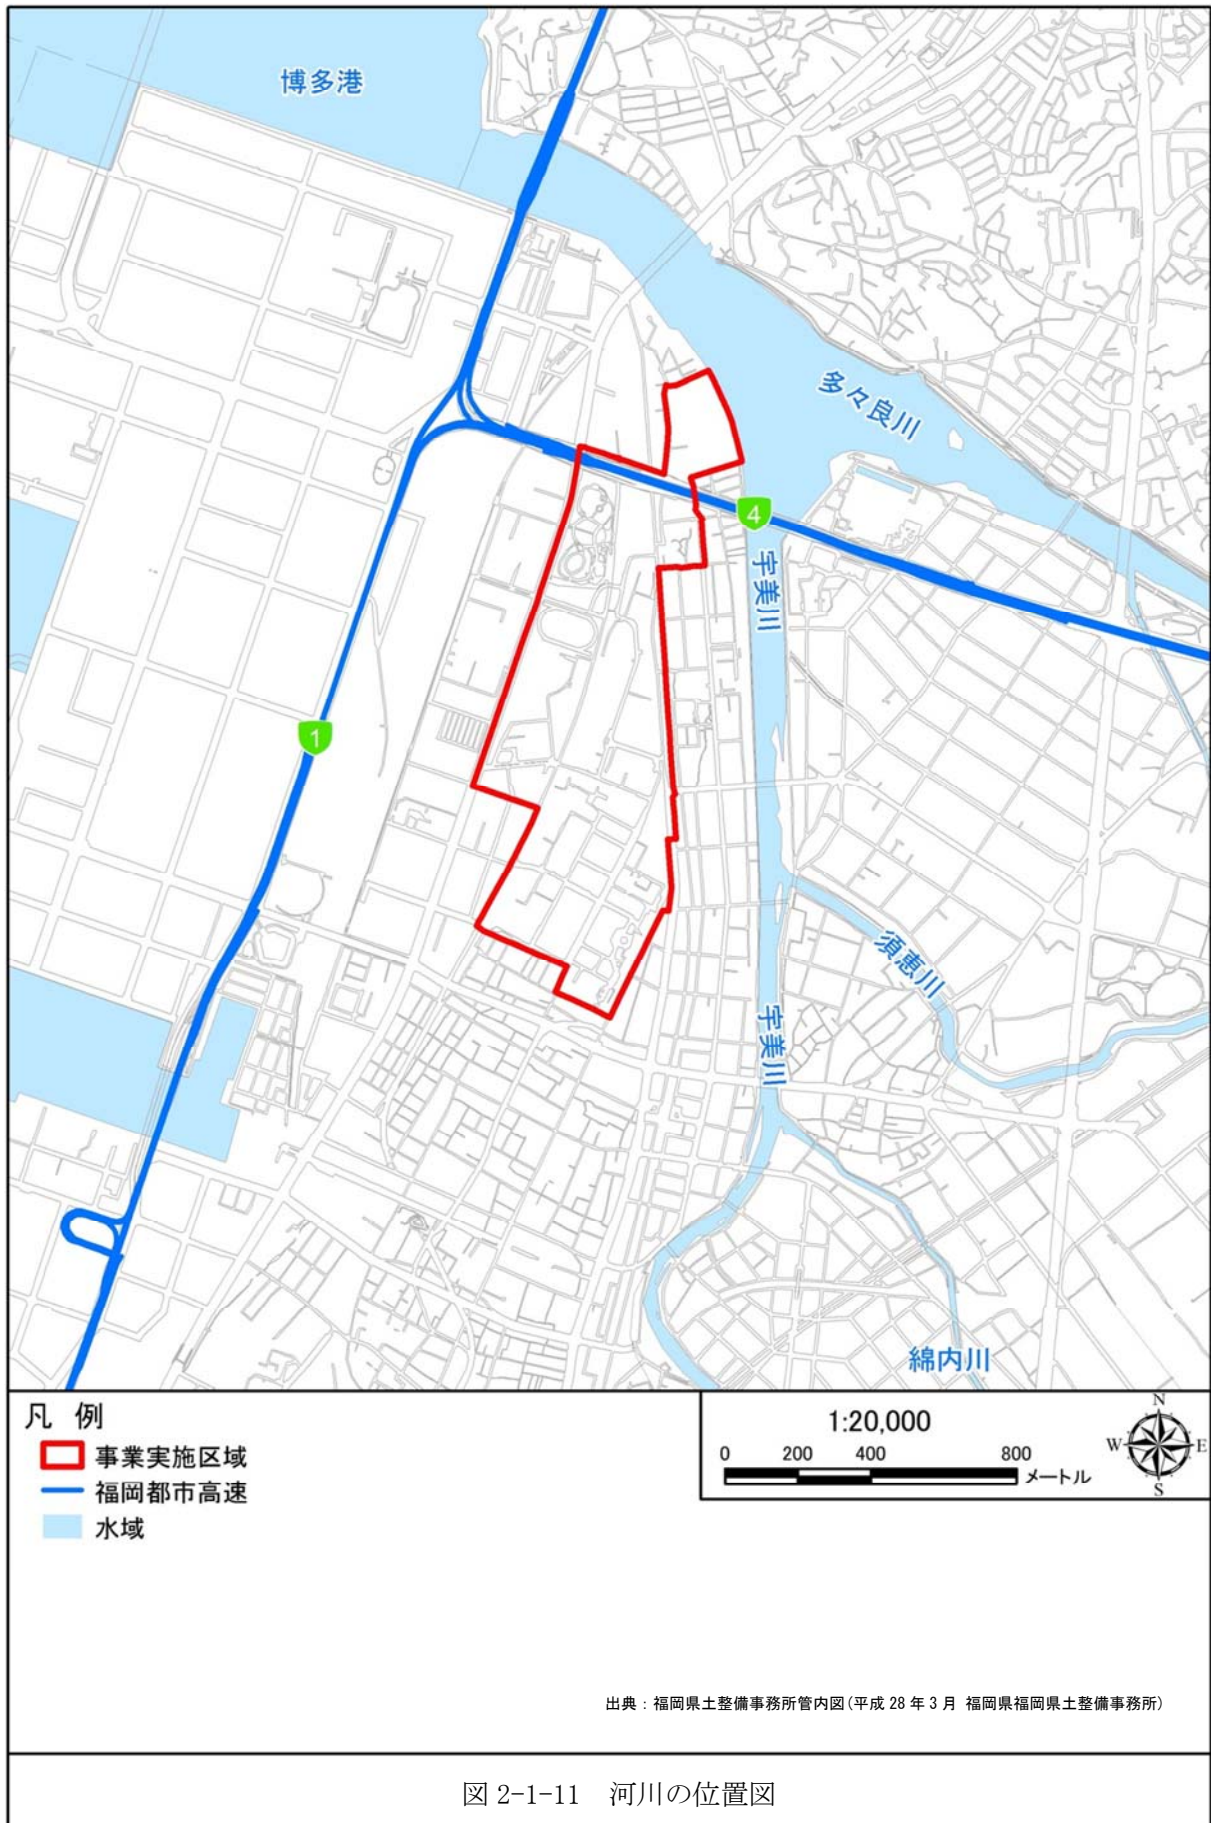 博多港
多々良川
4
宇美川
1
須恵川
宇美川
綿内川
凡 例
事業実施区域
福岡都市高速
水域
1:20,000
0 200 400 800
メートル
N
W E
S
出典:福岡県土整備事務所管内図(平成 28 年 3 月 福岡県福岡県土整備事務所)
図 2-1-11 河川の位置図